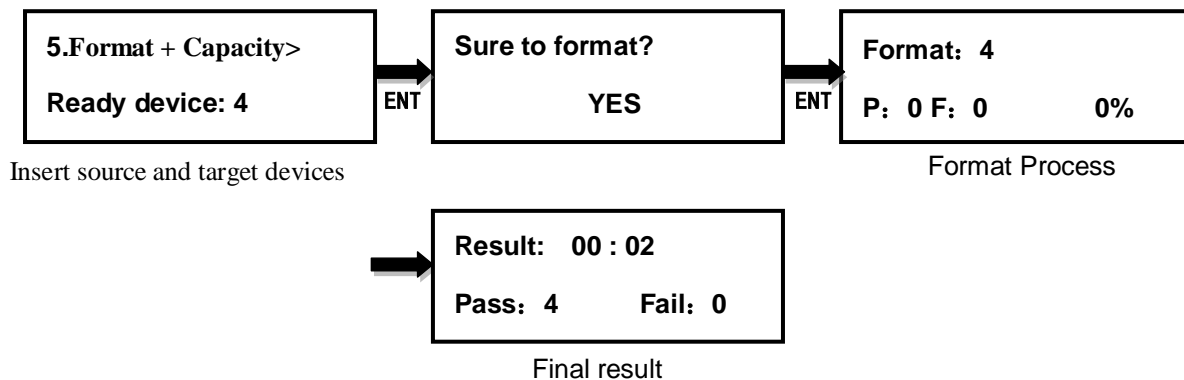 5.Format + Capacity>
Ready device: 4
ENT
Sure to format?
YES
ENT
Format：4
P：0 F：0 0%
Insert source and target devices
Format Process
Result: 00 : 02
Pass：4 Fail：0
Final result